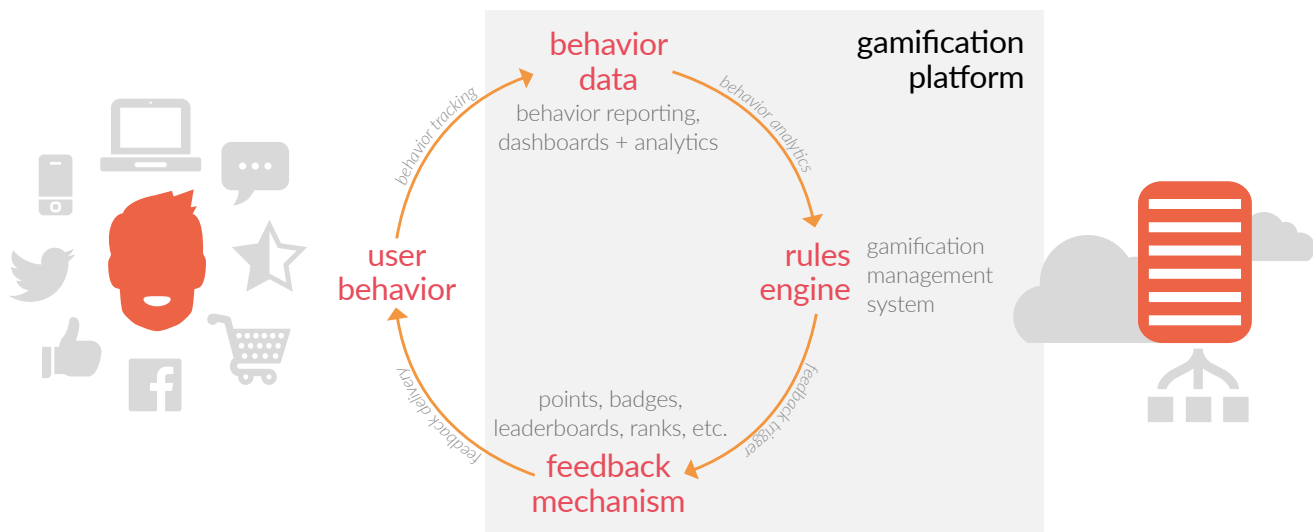 gamification
platform
behavior
data
behavior reporting,
dashboards + analytics
behavior tracking
behavior analytics
user
behavior
rules
engine
gamification
management
system
feedback delivery
feedback trigger
points, badges,
leaderboards, ranks, etc.
feedback
mechanism
f